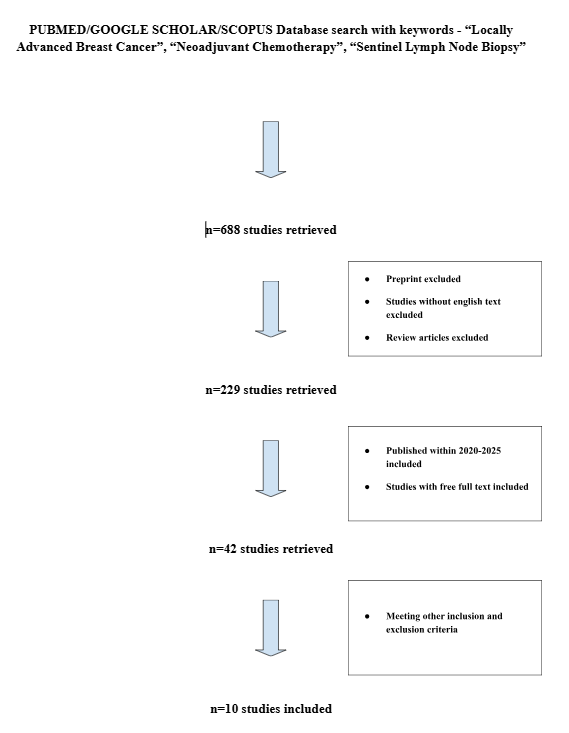 PUBMED/GOOGLE SCHOLAR/SCOPUS Database search with keywords - “Locally
Advanced Breast Cancer”, “Neoadjuvant Chemotherapy”, “Sentinel Lymph Node Biopsy”
n=688 studies retrieved
● Preprint excluded
● Studies without english text
excluded
● Review articles excluded
n=229 studies retrieved
● Published within 2020-2025
included
● Studies with free full text included
n=42 studies retrieved
● Meeting other inclusion and
exclusion criteria
n=10 studies included